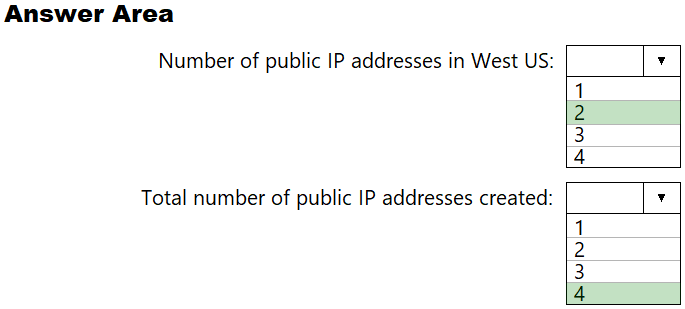 Answer Area
Number of public IP addresses in West US:
1
2
3
4
Total number of public IP addresses created:
1
2
3
4